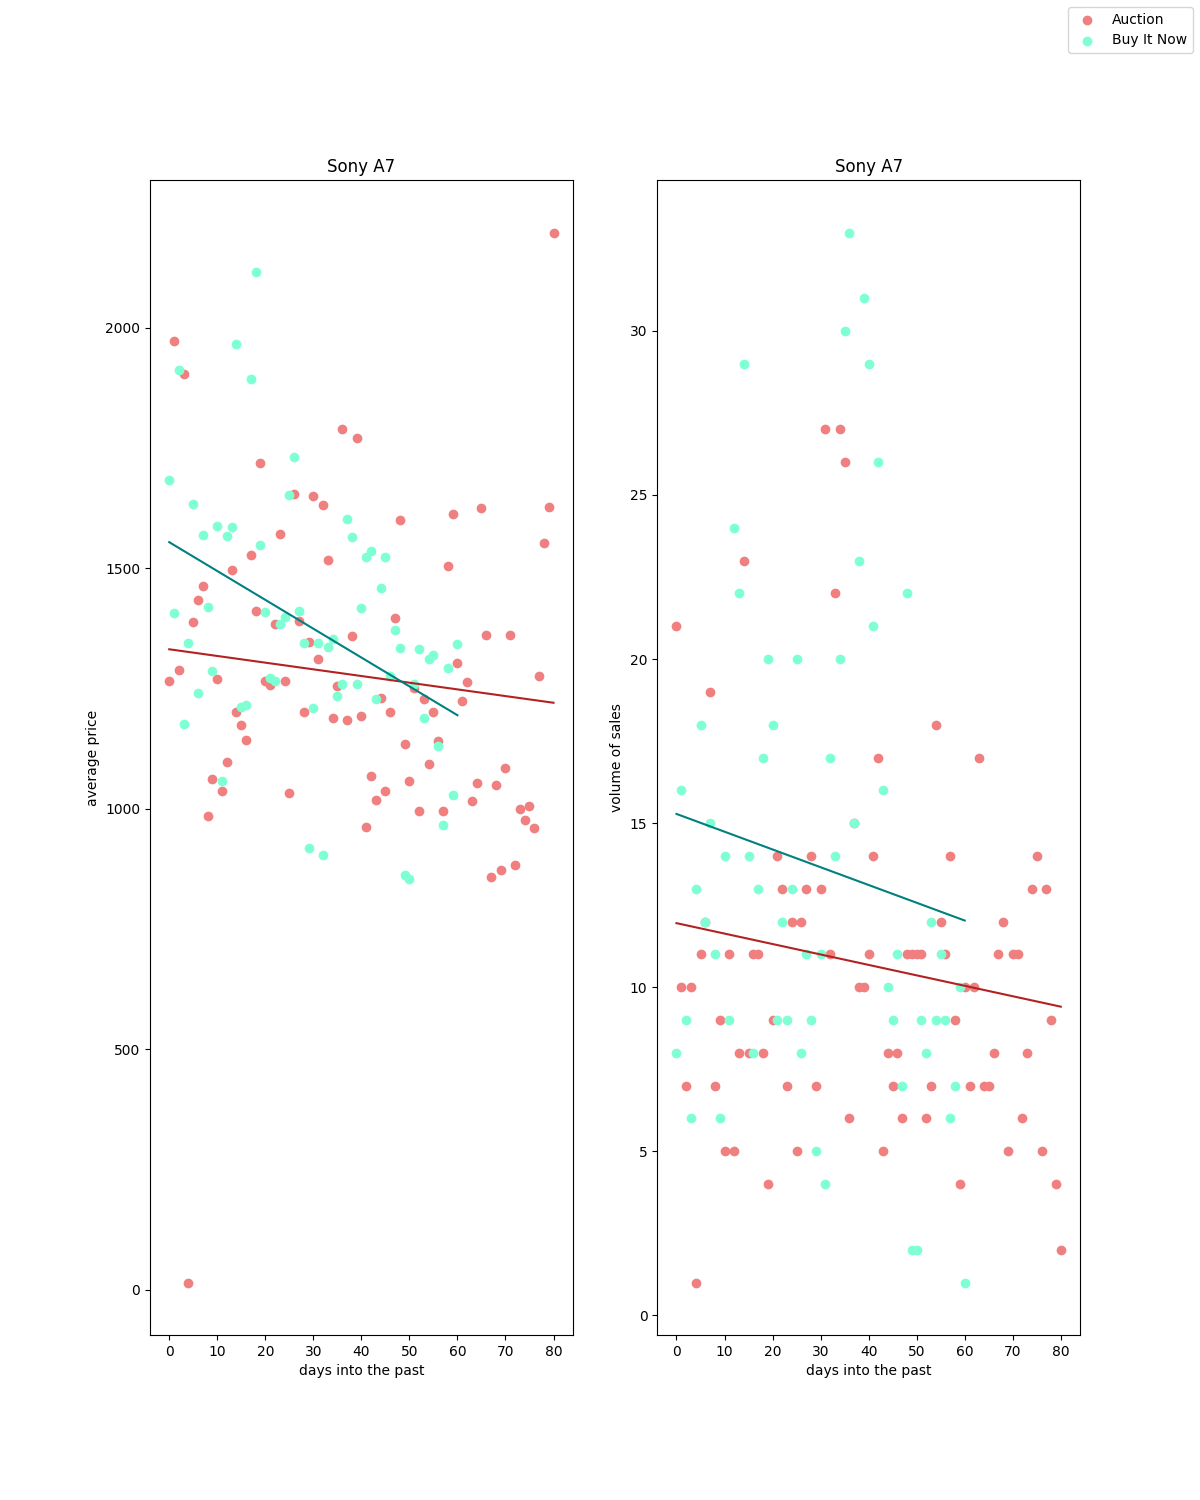 Auction
Buy It Now
Sony A7
Sony A7
average price
2000
1500
1000
500
0
0 10 20 30 40 50 60 70 80
days into the past
volume of sales
30
25
20
15
10
5
0
0 10 20 30 40 50 60 70 80
days into the past